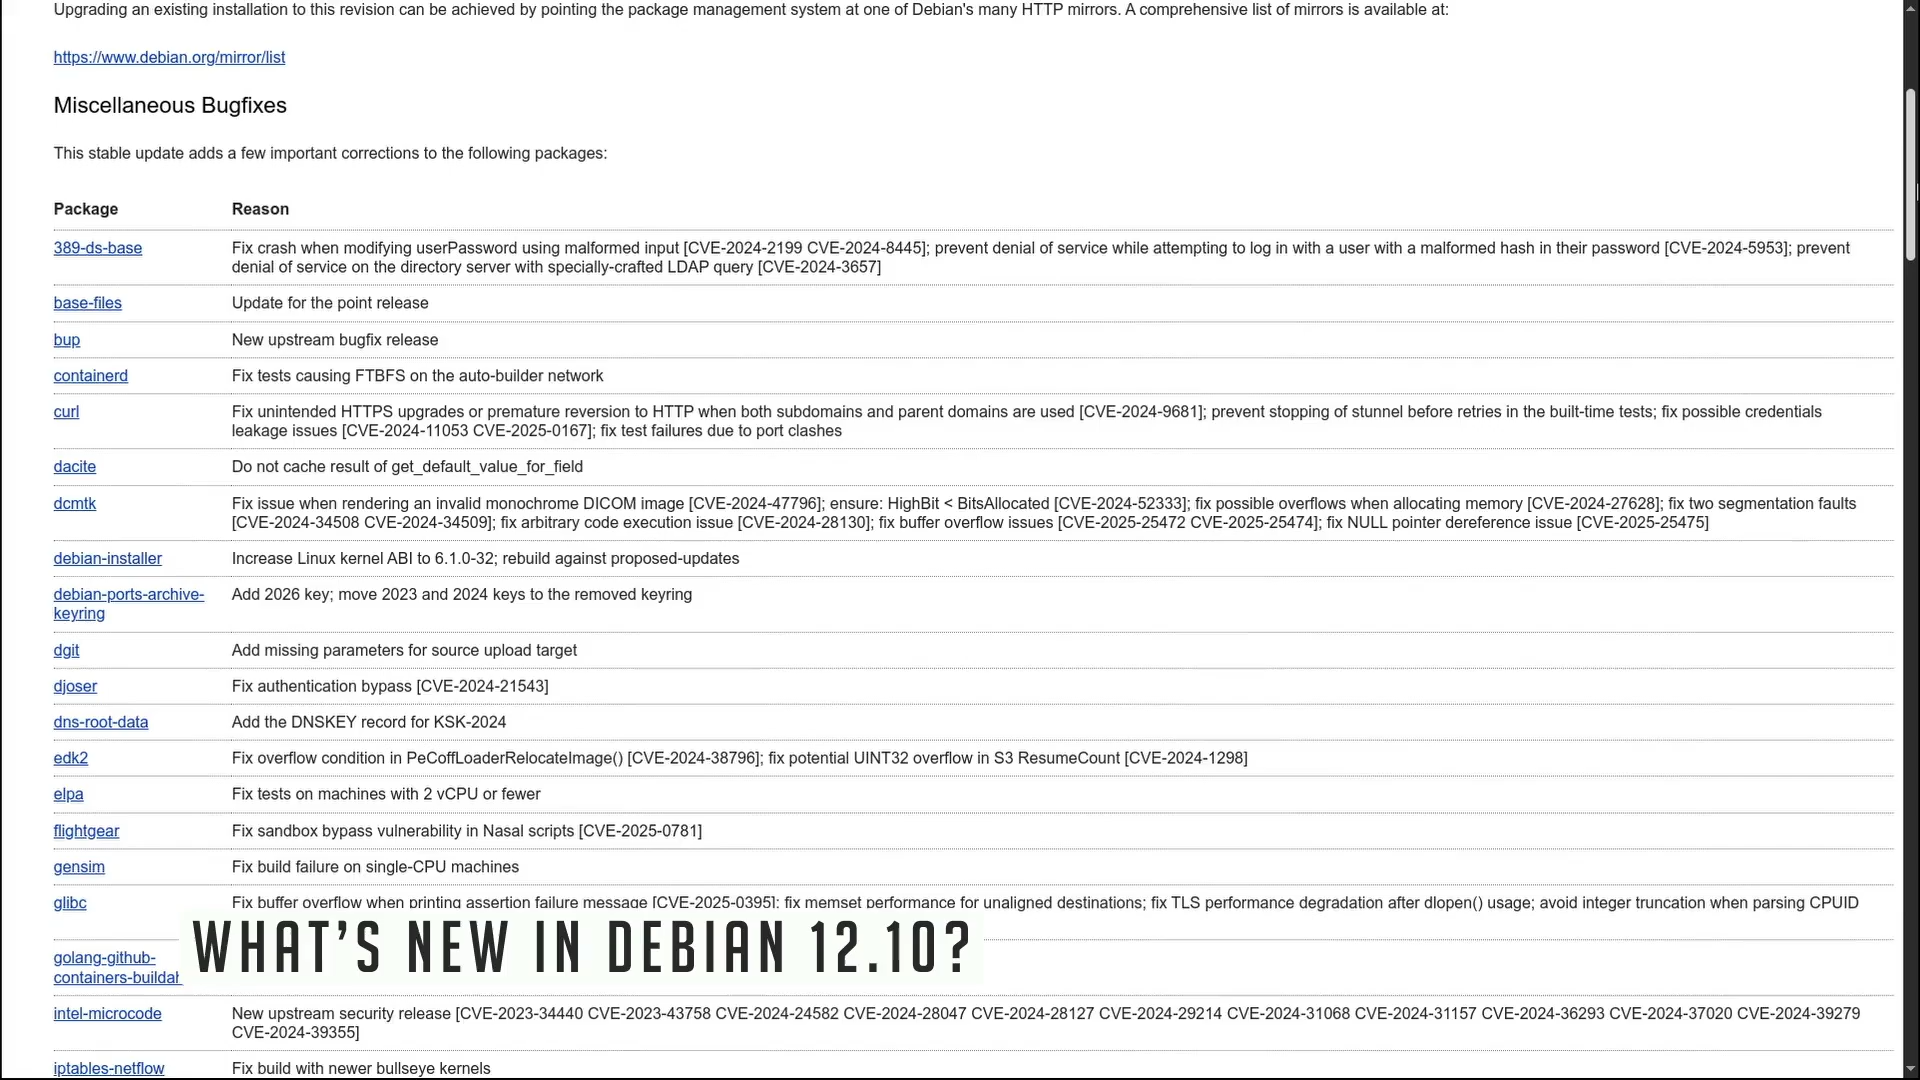 Upgrading an existing installation to this revision can be achieved by pointing the package management system at one of Debian's many HTTP mirrors. A comprehensive list of mirrors is available at:
https://www.debian.org/mirror/list
Miscellaneous Bugfixes
This stable update adds a few important corrections to the following packages:
Package Reason
389-ds-base Fix crash when modifying userPassword using malformed input [CVE-2024-2199 CVE-2024-8445]; prevent denial of service while attempting to log in with a user with a malformed hash in their password [CVE-2024-5953]; prevent
denial of service on the directory server with specially-crafted LDAP query [CVE-2024-3657]
base-files Update for the point release
bup New upstream bugfix release
containerd Fix tests causing FTBFS on the auto-builder network
curl Fix unintended HTTPS upgrades or premature reversion to HTTP when both subdomains and parent domains are used [CVE-2024-9681]; prevent stopping of stunnel before retries in the built-time tests; fix possible credentials
leakage issues [CVE-2024-11053 CVE-2025-0167]; fix test failures due to port clashes
dacite Do not cache result of get_default_value_for_field
dcmtk Fix issue when rendering an invalid monochrome DICOM image [CVE-2024-47796]; ensure: HighBit < BitsAllocated [CVE-2024-52333]; fix possible overflows when allocating memory [CVE-2024-27628]; fix two segmentation faults
[CVE-2024-34508 CVE-2024-34509]; fix arbitrary code execution issue [CVE-2024-28130]; fix buffer overflow issues [CVE-2025-25472 CVE-2025-25474]; fix NULL pointer dereference issue [CVE-2025-25475]
debian-installer Increase Linux kernel ABI to 6.1.0-32; rebuild against proposed-updates
debian-ports-archive- Add 2026 key; move 2023 and 2024 keys to the removed keyring
keyring
dgit Add missing parameters for source upload target
djoser Fix authentication bypass [CVE-2024-21543]
dns-root-data Add the DNSKEY record for KSK-2024
edk2 Fix overflow condition in PeCoffLoaderRelocateImage() [CVE-2024-38796]; fix potential UINT32 overflow in S3 ResumeCount [CVE-2024-1298]
elpa Fix tests on machines with 2 vCPU or fewer
flightgear Fix sandbox bypass vulnerability in Nasal scripts [CVE-2025-0781]
gensim Fix build failure on single-CPU machines
glibc Fix buffer overflow when printing assertion failure message [CVE-2025-0395]; fix memset performance for unaligned destinations; fix TLS performance degradation after dlopen() usage; avoid integer truncation when parsing CPUID
WHAT'S NEW IN DEBIAN 12.10?
golang-github-
containers-buildah
intel-microcode New upstream security release [CVE-2023-34440 CVE-2023-43758 CVE-2024-24582 CVE-2024-28047 CVE-2024-28127 CVE-2024-29214 CVE-2024-31068 CVE-2024-31157 CVE-2024-36293 CVE-2024-37020 CVE-2024-39279
CVE-2024-39355]
iptables-netflow Fix build with newer bullseye kernels